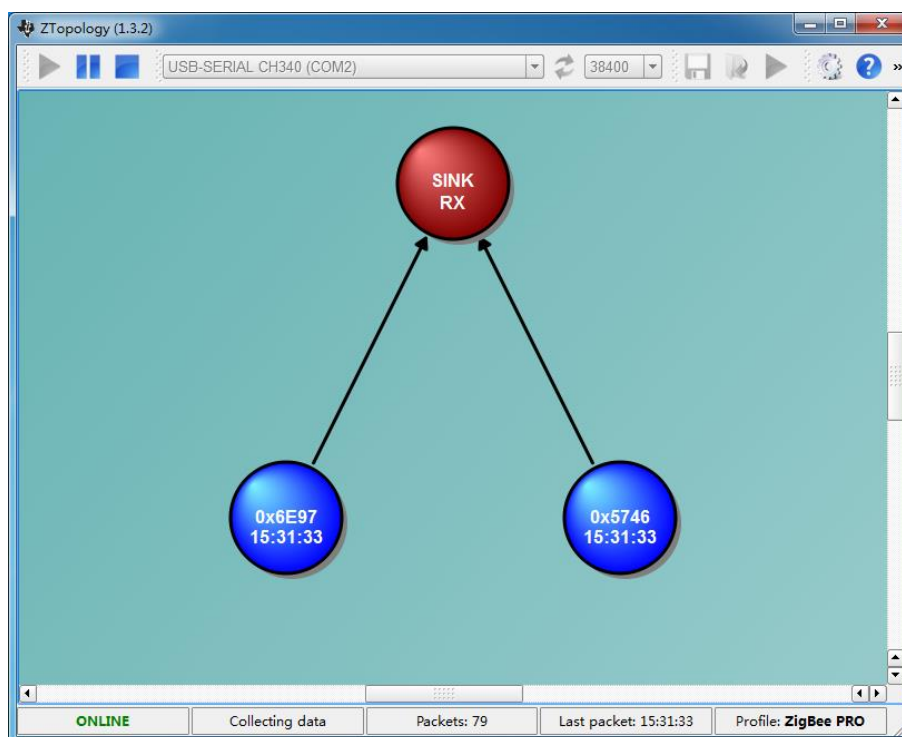 ZTopology (1.3.2)
USB-SERIAL CH340 (COM2)
38400
?
»
SINK
RX
0x6E97
15:31:33
0x5746
15:31:33
ONLINE
Collecting data
Packets: 79
Last packet: 15:31:33
Profile: ZigBee PRO